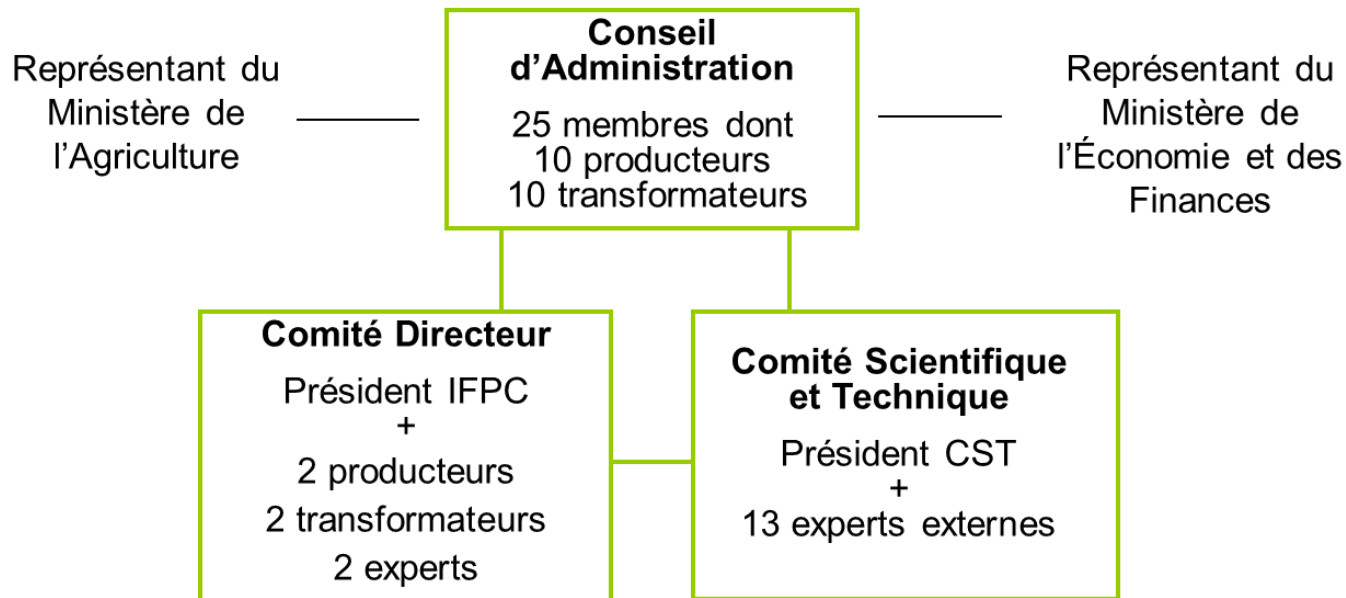 Représentant du
Ministère de
l'Agriculture
Conseil
d'Administration
25 membres dont
10 producteurs
10 transformateurs
Représentant du
Ministère de
l'Économie et des
Finances
Comité Directeur
Président IFPC
+
2 producteurs
2 transformateurs
2 experts
Comité Scientifique
et Technique
Président CST
+
13 experts externes